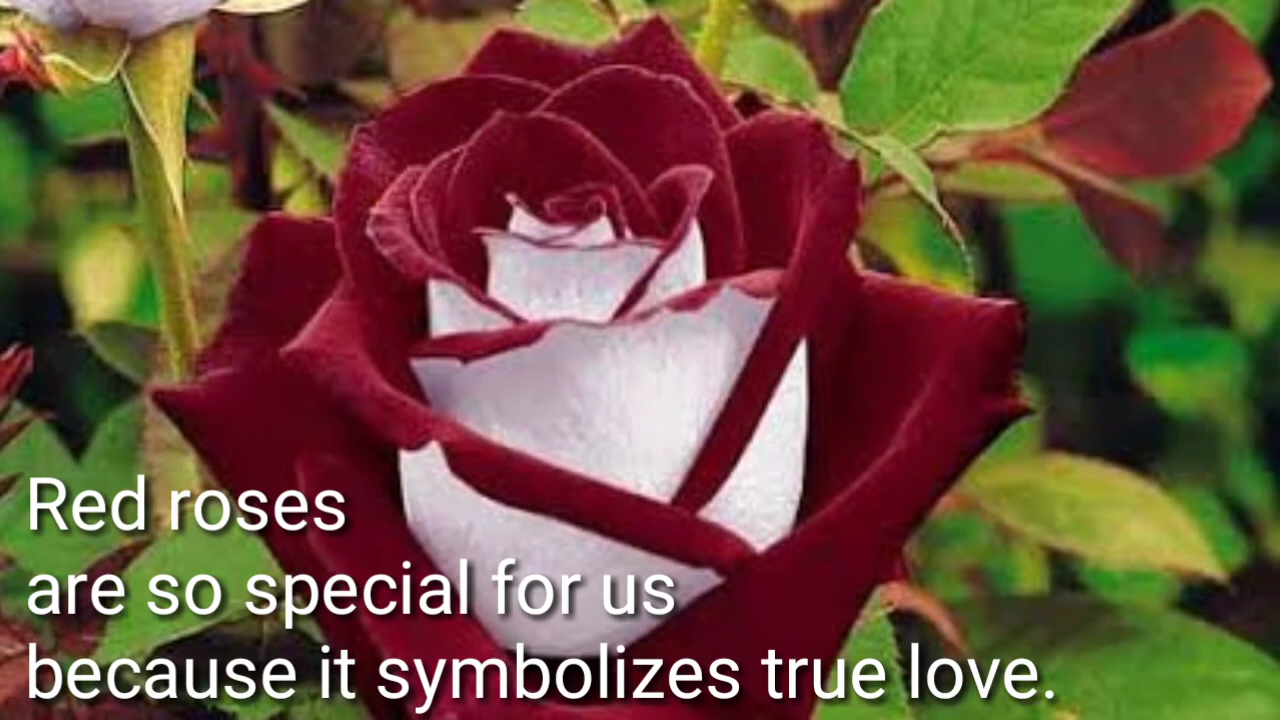 Red roses
are so special for us
because it symbolizes true love.